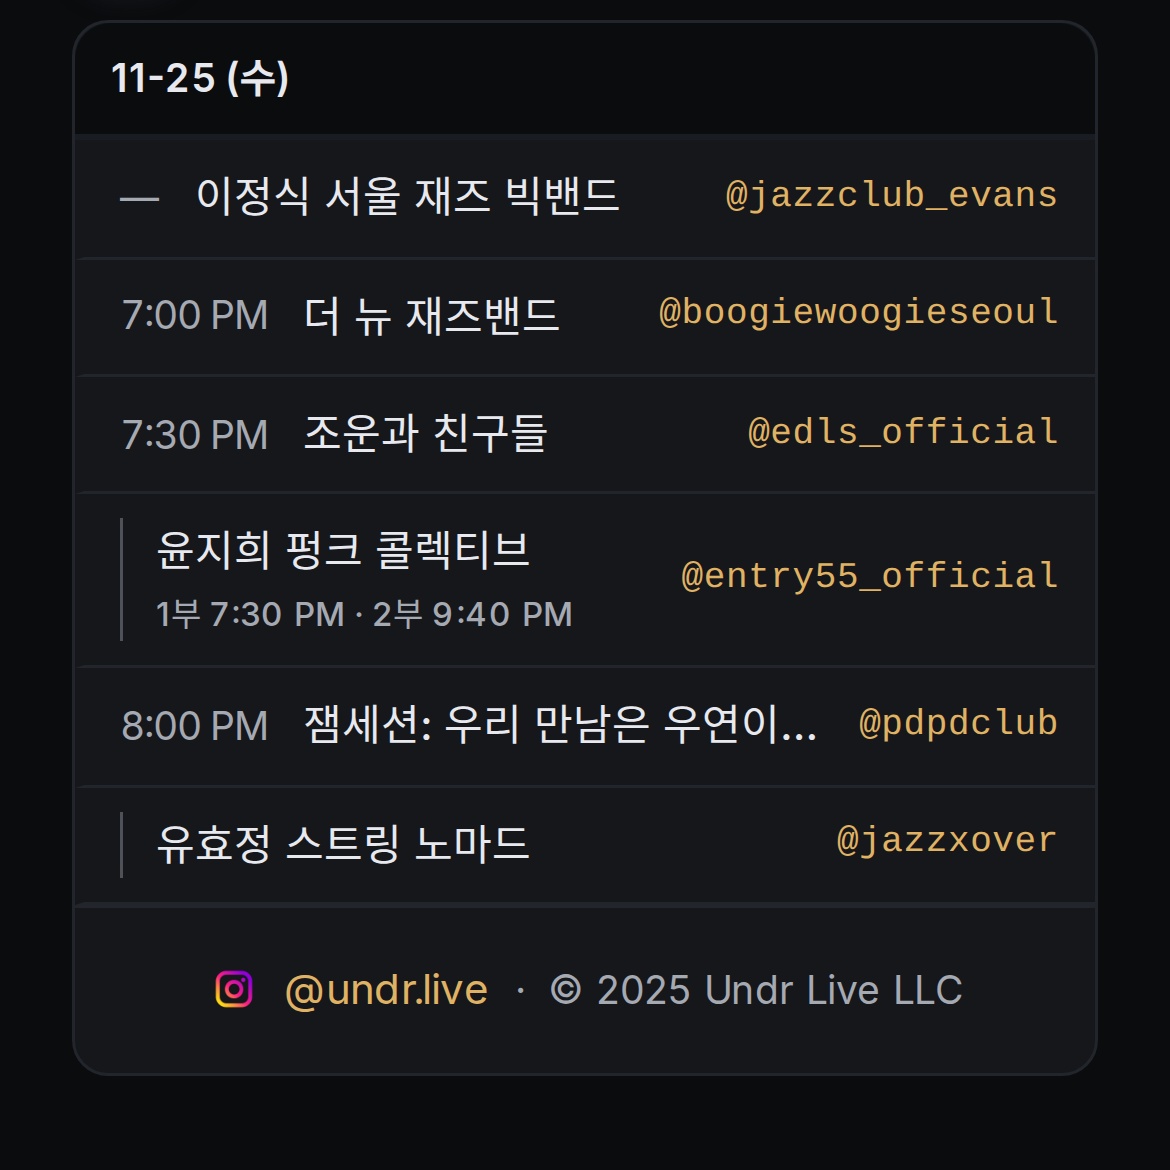 11-25 (수)
— 이정식 서울 재즈 빅밴드 @jazzclub_evans
7:00 PM 더 뉴 재즈밴드 @boogiewoogieseoul
7:30 PM 조운과 친구들 @edls_official
윤지희 펑크 콜렉티브 @entry55_official
1부 7:30 PM · 2부 9:40 PM
8:00 PM 잼세션: 우리 만남은 우연이... @pdpdclub
유효정 스트링 노마드 @jazzxover
@undr.live · © 2025 Undr Live LLC